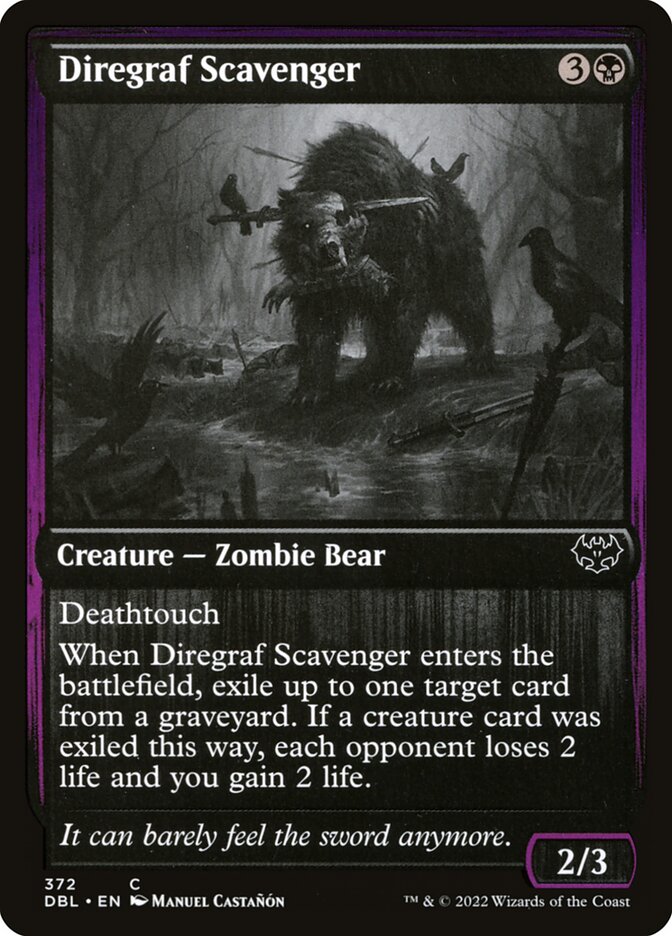 Diregraf Scavenger 3
Creature — Zombie Bear
Deathtouch
When Diregraf Scavenger enters the
battlefield, exile up to one target card
from a graveyard. If a creature card was
exiled this way, each opponent loses 2
life and you gain 2 life.
It can barely feel the sword anymore.
2/3
372 C
DBL • EN Manuel Castañón
™ & © 2022 Wizards of the Coast